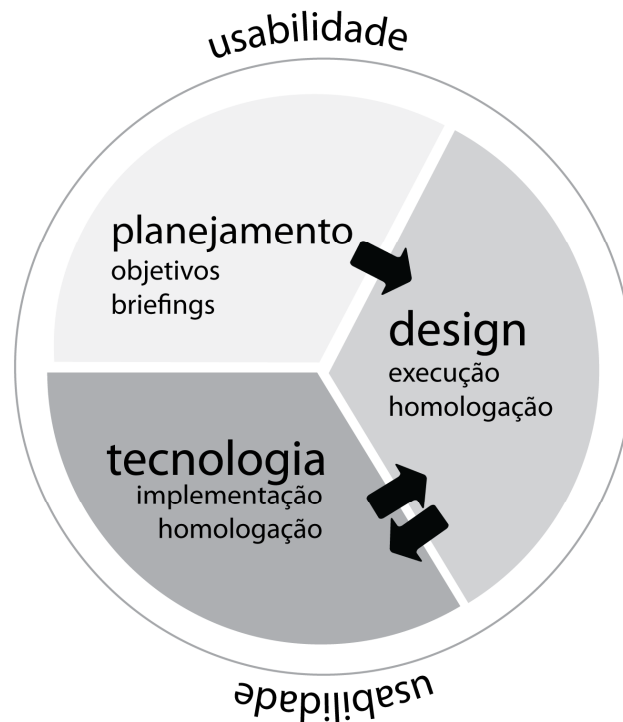 usabilidade
planejamento
objetivos
briefings
design
execução
homologação
tecnologia
implementação
homologação
usabilidade